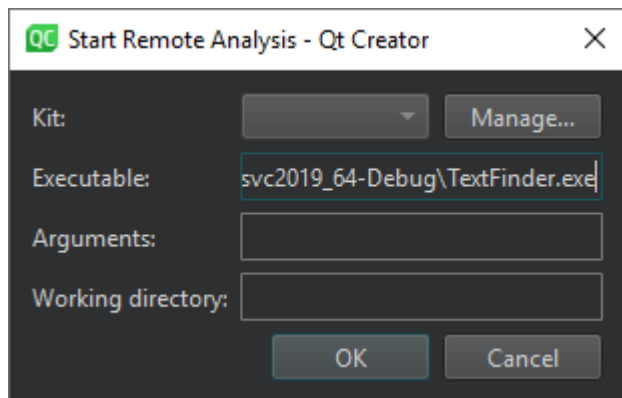 QC Start Remote Analysis - Qt Creator
Kit: Manage...
Executable: svc2019_64-Debug\TextFinder.exe
Arguments:
Working directory:
OK Cancel